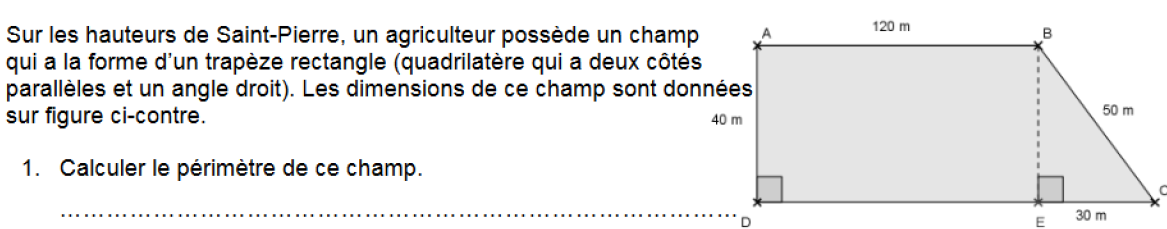 Sur les hauteurs de Saint-Pierre, un agriculteur possède un champ
qui a la forme d'un trapèze rectangle (quadrilatère qui a deux côtés
parallèles et un angle droit). Les dimensions de ce champ sont données
sur figure ci-contre.
1. Calculer le périmètre de ce champ.
................................................................................
A
120 m
B
40 m
50 m
C
D
E
30 m